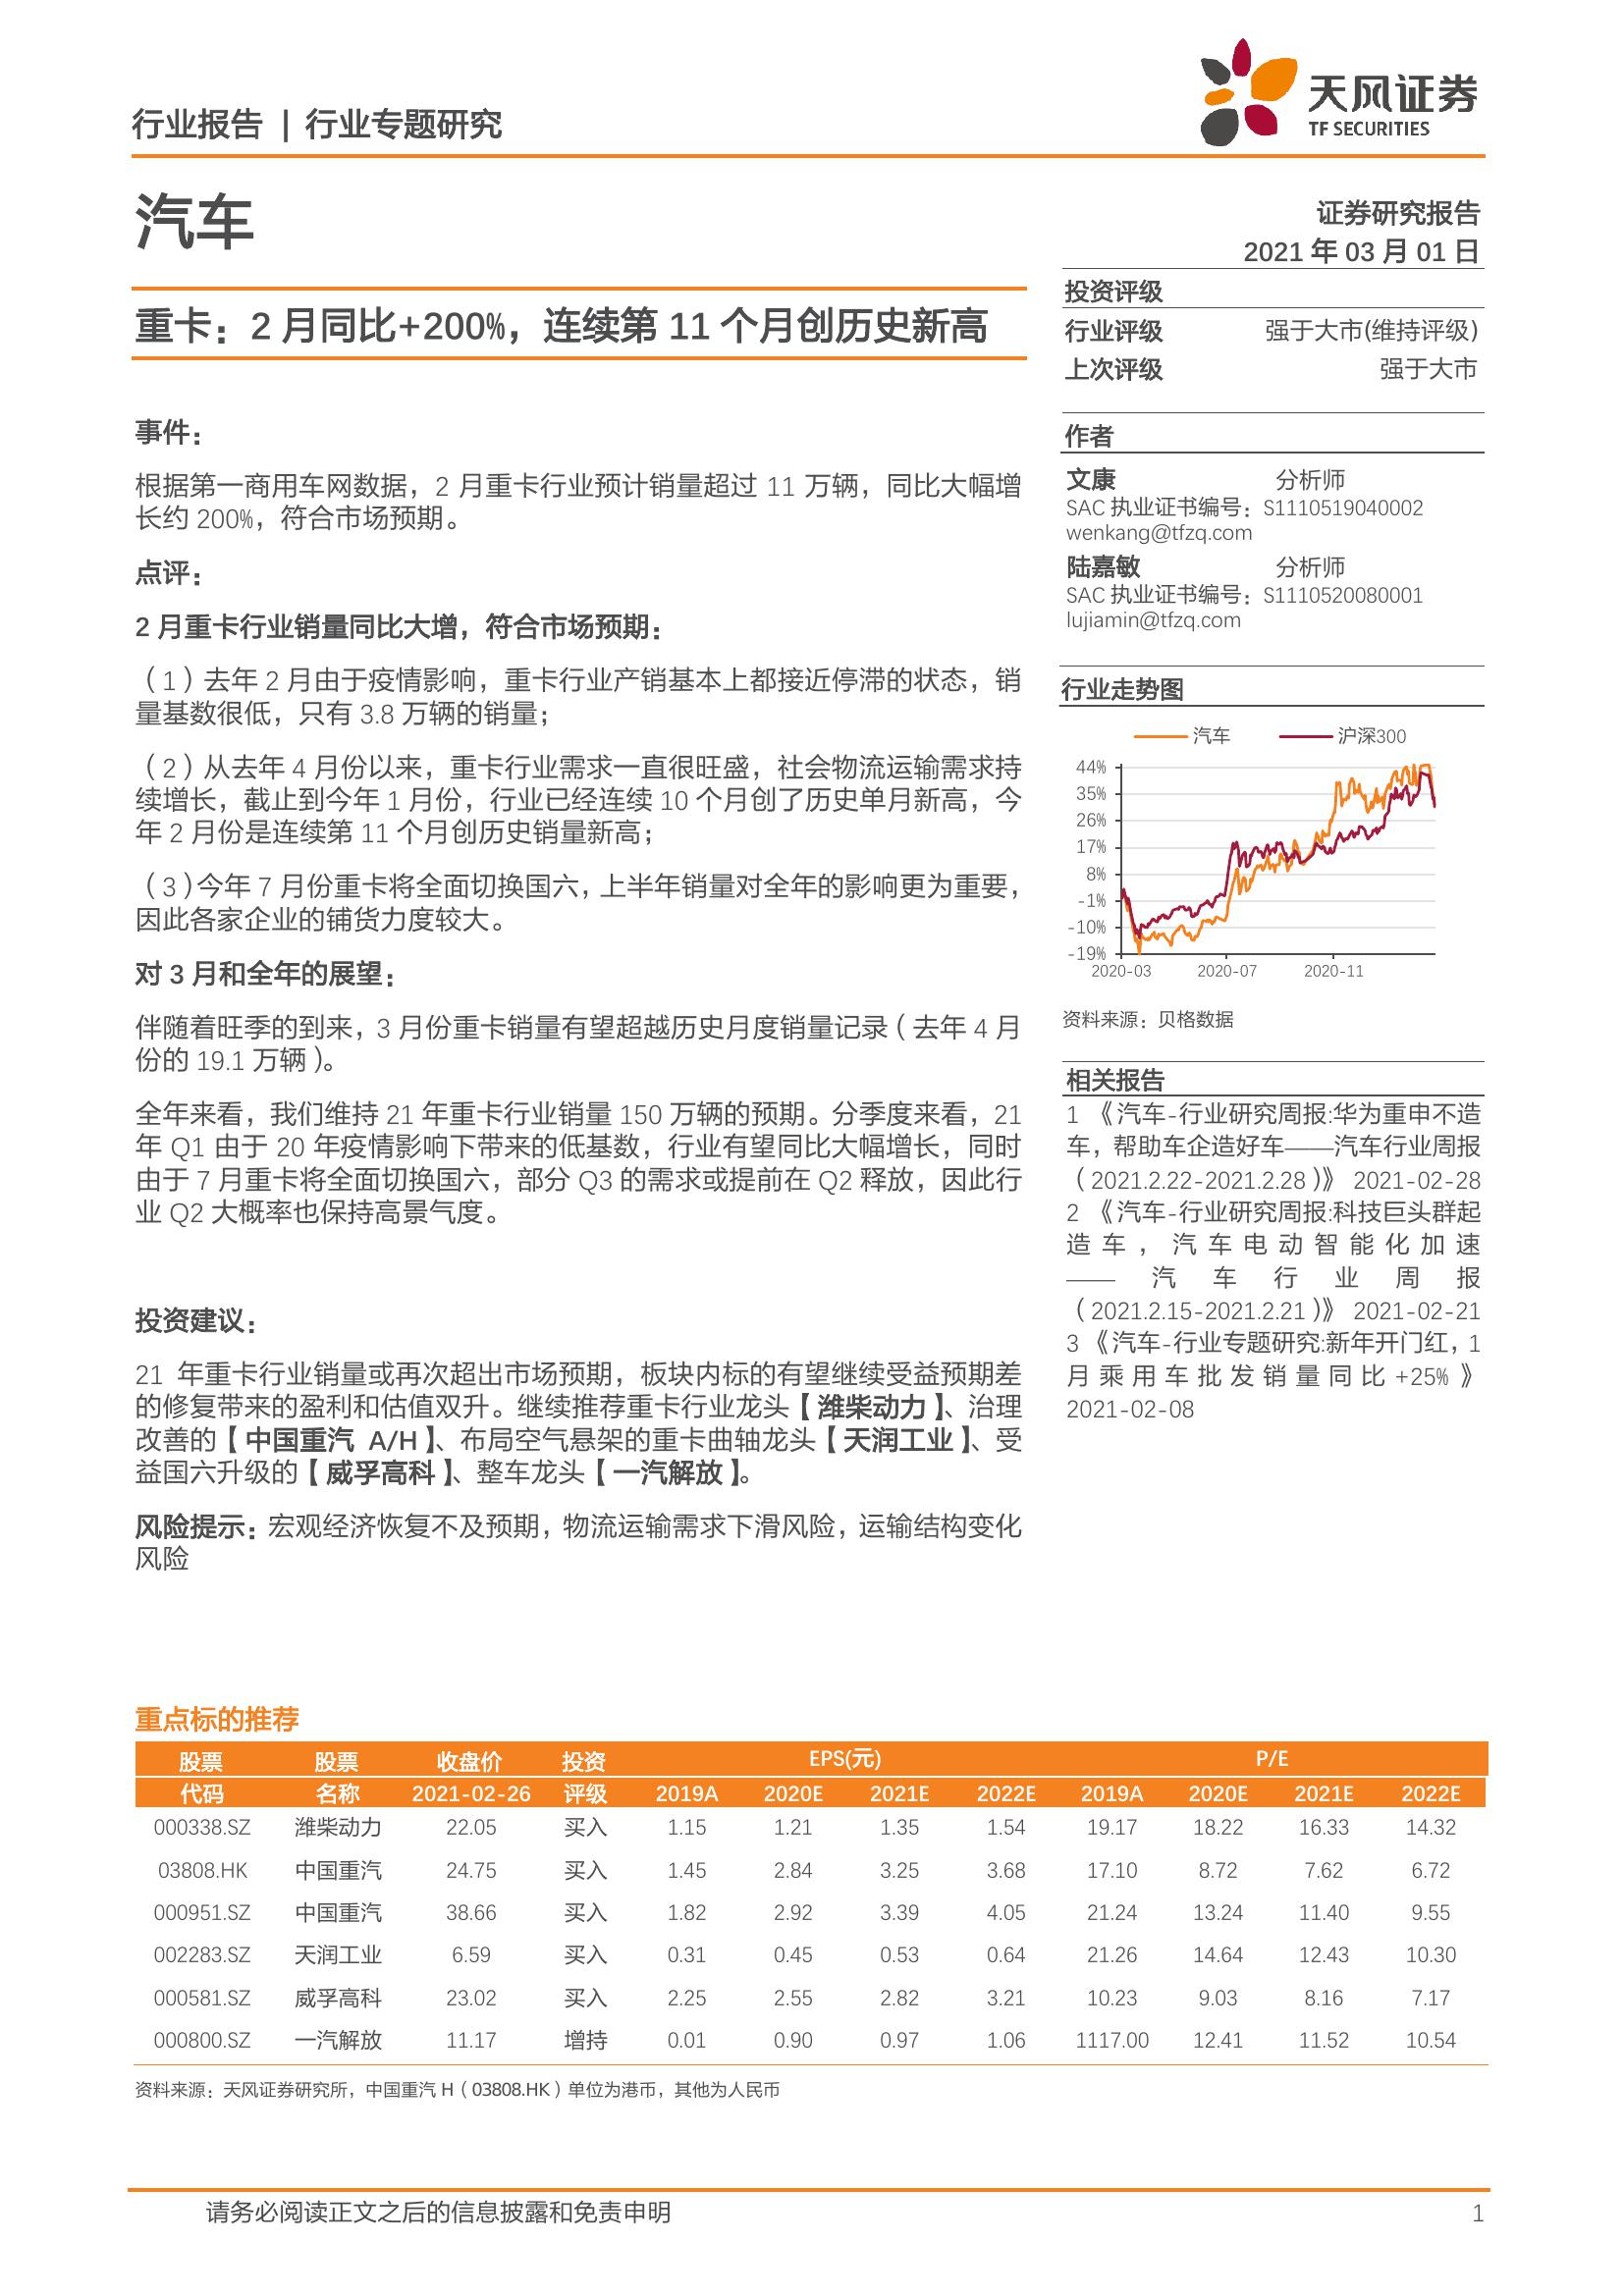 行业报告 | 行业专题研究
天风证券
TF SECURITIES
汽车
证券研究报告
2021 年 03 月 01 日
重卡：2 月同比+200%，连续第 11 个月创历史新高
投资评级
行业评级 强于大市(维持评级)
上次评级 强于大市
事件：
根据第一商用车网数据，2 月重卡行业预计销量超过 11 万辆，同比大幅增
长约 200%，符合市场预期。
点评：
2 月重卡行业销量同比大增，符合市场预期：
（1）去年 2 月由于疫情影响，重卡行业产销基本上都接近停滞的状态，销
量基数很低，只有 3.8 万辆的销量；
（2）从去年 4 月份以来，重卡行业需求一直很旺盛，社会物流运输需求持
续增长，截止到今年 1 月份，行业已经连续 10 个月创了历史单月新高，今
年 2 月份是连续第 11 个月创历史销量新高；
（3）今年 7 月份重卡将全面切换国六，上半年销量对全年的影响更为重要，
因此各家企业的铺货力度较大。
对 3 月和全年的展望：
伴随着旺季的到来，3 月份重卡销量有望超越历史月度销量记录（去年 4 月
份的 19.1 万辆）。
全年来看，我们维持 21 年重卡行业销量 150 万辆的预期。分季度来看，21
年 Q1 由于 20 年疫情影响下带来的低基数，行业有望同比大幅增长，同时
由于 7 月重卡将全面切换国六，部分 Q3 的需求或提前在 Q2 释放，因此行
业 Q2 大概率也保持高景气度。
投资建议：
21 年重卡行业销量或再次超出市场预期，板块内标的有望继续受益预期差
的修复带来的盈利和估值双升。继续推荐重卡行业龙头【潍柴动力】、治理
改善的【中国重汽 A/H】、布局空气悬架的重卡曲轴龙头【天润工业】、受
益国六升级的【威孚高科】、整车龙头【一汽解放】。
风险提示：宏观经济恢复不及预期，物流运输需求下滑风险，运输结构变化
风险
作者
文康 分析师
SAC 执业证书编号：S1110519040002
wenkang@tfzq.com
陆嘉敏 分析师
SAC 执业证书编号：S1110520080001
lujiamin@tfzq.com
行业走势图
汽车 沪深300
44%
35%
26%
17%
8%
-1%
-10%
-19%
2020-03 2020-07 2020-11
资料来源：贝格数据
相关报告
1 《汽车-行业研究周报:华为重申不造
车，帮助车企造好车——汽车行业周报
（2021.2.22-2021.2.28）》 2021-02-28
2 《汽车-行业研究周报:科技巨头群起
造车，汽车电动智能化加速
——汽车行业周报
（2021.2.15-2021.2.21）》 2021-02-21
3 《汽车-行业专题研究:新年开门红，1
月乘用车批发销量同比+25%》
2021-02-08
重点标的推荐
股票 股票 收盘价 投资 EPS(元) P/E
代码 名称 2021-02-26 评级 2019A 2020E 2021E 2022E 2019A 2020E 2021E 2022E
000338.SZ 潍柴动力 22.05 买入 1.15 1.21 1.35 1.54 19.17 18.22 16.33 14.32
03808.HK 中国重汽 24.75 买入 1.45 2.84 3.25 3.68 17.10 8.72 7.62 6.72
000951.SZ 中国重汽 38.66 买入 1.82 2.92 3.39 4.05 21.24 13.24 11.40 9.55
002283.SZ 天润工业 6.59 买入 0.31 0.45 0.53 0.64 21.26 14.64 12.43 10.30
000581.SZ 威孚高科 23.02 买入 2.25 2.55 2.82 3.21 10.23 9.03 8.16 7.17
000800.SZ 一汽解放 11.17 增持 0.01 0.90 0.97 1.06 1117.00 12.41 11.52 10.54
资料来源：天风证券研究所，中国重汽 H（03808.HK）单位为港币，其他为人民币
请务必阅读正文之后的信息披露和免责申明 1